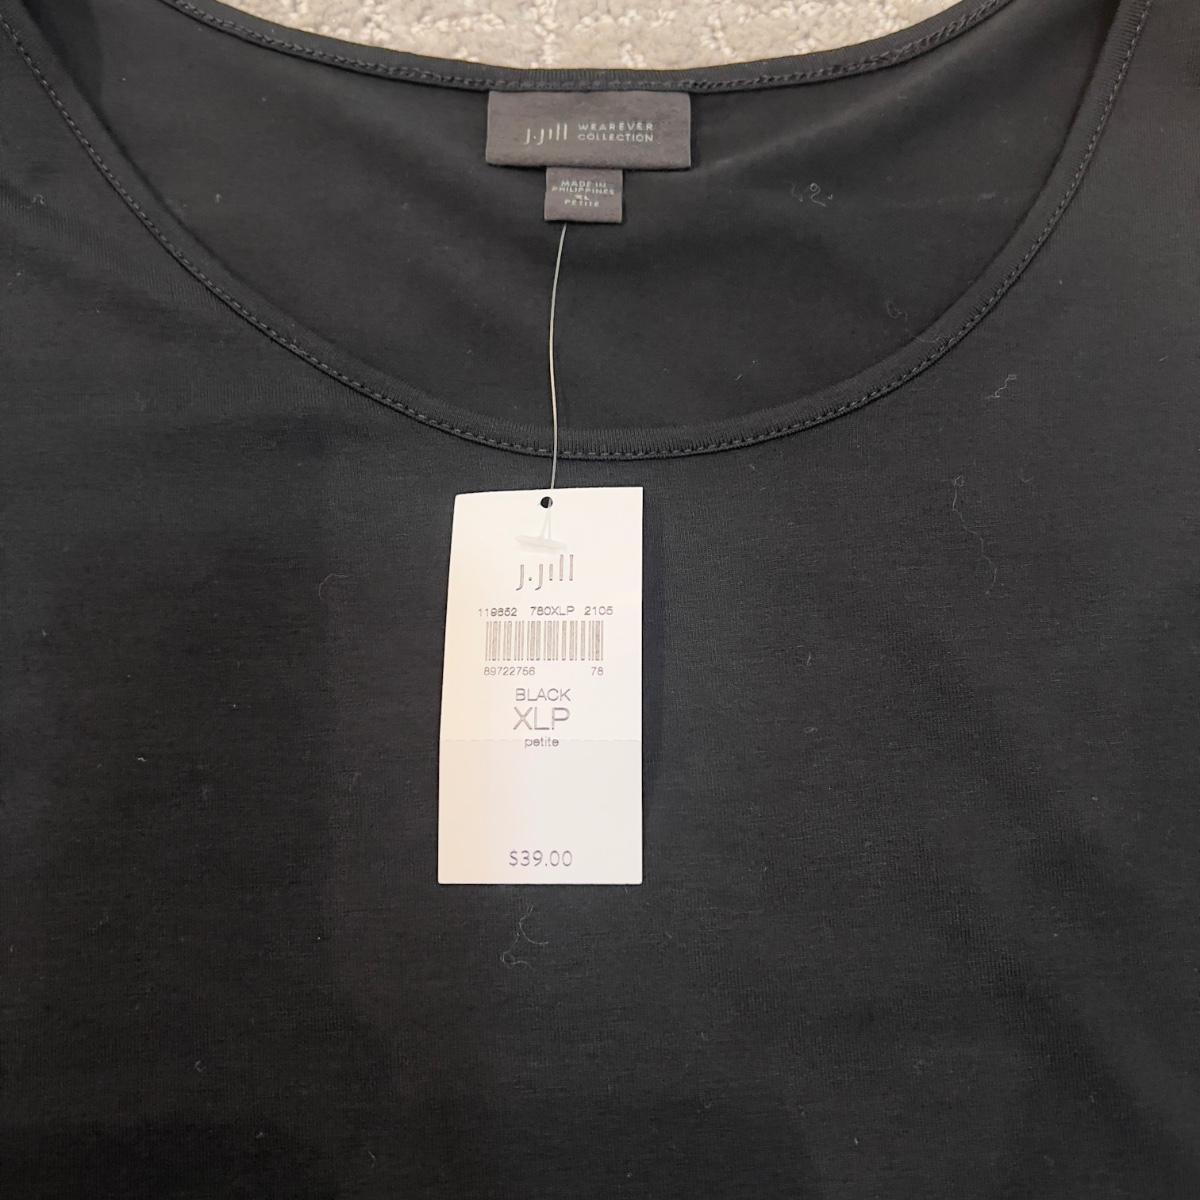 J.Jill WEAREVER
COLLECTION
MADE IN
PHILIPPINES
XL
PETITE
J.Jill
119852 780XLP 2105
89722756 78
BLACK
XLP
petite
$39.00